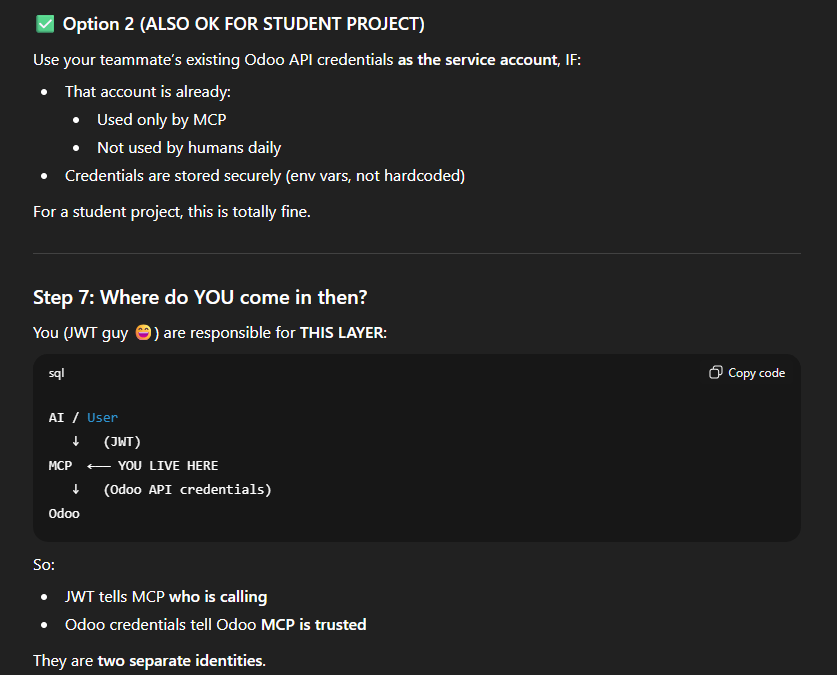 ✅ Option 2 (ALSO OK FOR STUDENT PROJECT)
Use your teammate’s existing Odoo API credentials as the service account, IF:
• That account is already:
• Used only by MCP
• Not used by humans daily
• Credentials are stored securely (env vars, not hardcoded)
For a student project, this is totally fine.
Step 7: Where do YOU come in then?
You (JWT guy 😄) are responsible for THIS LAYER:
sql
Copy code
AI / User
↓ (JWT)
MCP ←— YOU LIVE HERE
↓ (Odoo API credentials)
Odoo
So:
• JWT tells MCP who is calling
• Odoo credentials tell Odoo MCP is trusted
They are two separate identities.